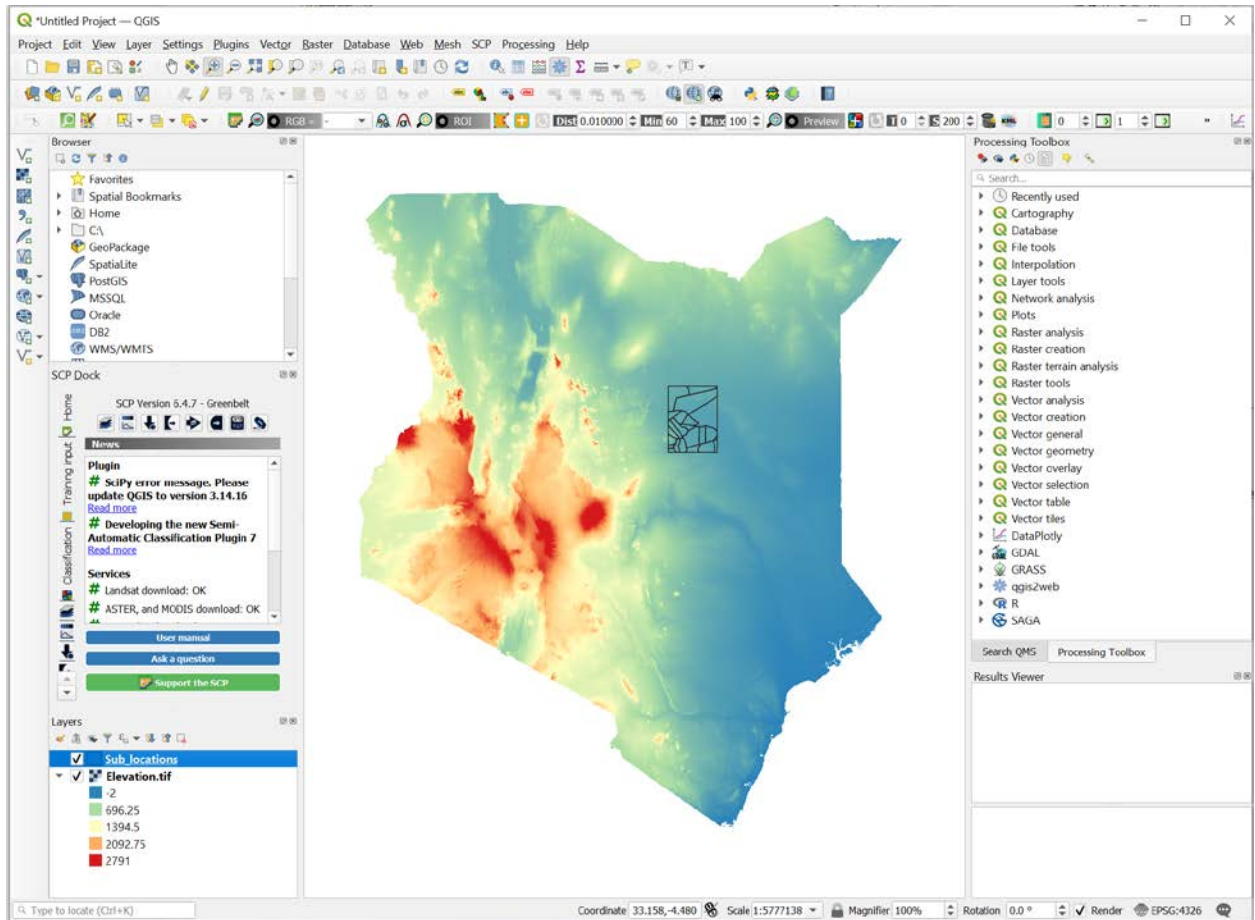 *Untitled Project — QGIS
Project Edit View Layer Settings Plugins Vector Raster Database Web Mesh SCP Processing Help
RGB = - Dist 0.010000 Min 60 Max 100 Preview T 0 S 200 0 1 »
ROI
Browser
Favorites
Spatial Bookmarks
Home
C:\
GeoPackage
SpatiaLite
PostGIS
MSSQL
Oracle
DB2
WMS/WMTS
SCP Dock
Home
Training input
Classification
SCP Version 6.4.7 - Greenbelt
News
Plugin
# SciPy error message. Please
update QGIS to version 3.14.16
Read more
# Developing the new Semi-
Automatic Classification Plugin 7
Read more
Services
# Landsat download: OK
# ASTER, and MODIS download: OK
User manual
Ask a question
Support the SCP
Layers
Sub_locations
Elevation.tif
-2
696.25
1394.5
2092.75
2791
Processing Toolbox
Search...
Recently used
Cartography
Database
File tools
Interpolation
Layer tools
Network analysis
Plots
Raster analysis
Raster creation
Raster terrain analysis
Raster tools
Vector analysis
Vector creation
Vector general
Vector geometry
Vector overlay
Vector selection
Vector table
Vector tiles
DataPlotly
GDAL
GRASS
qgis2web
R
SAGA
Search QMS Processing Toolbox
Results Viewer
Type to locate (Ctrl+K) Coordinate 33.158,-4.480 Scale 1:5777138 Magnifier 100% Rotation 0.0 ° Render EPSG:4326